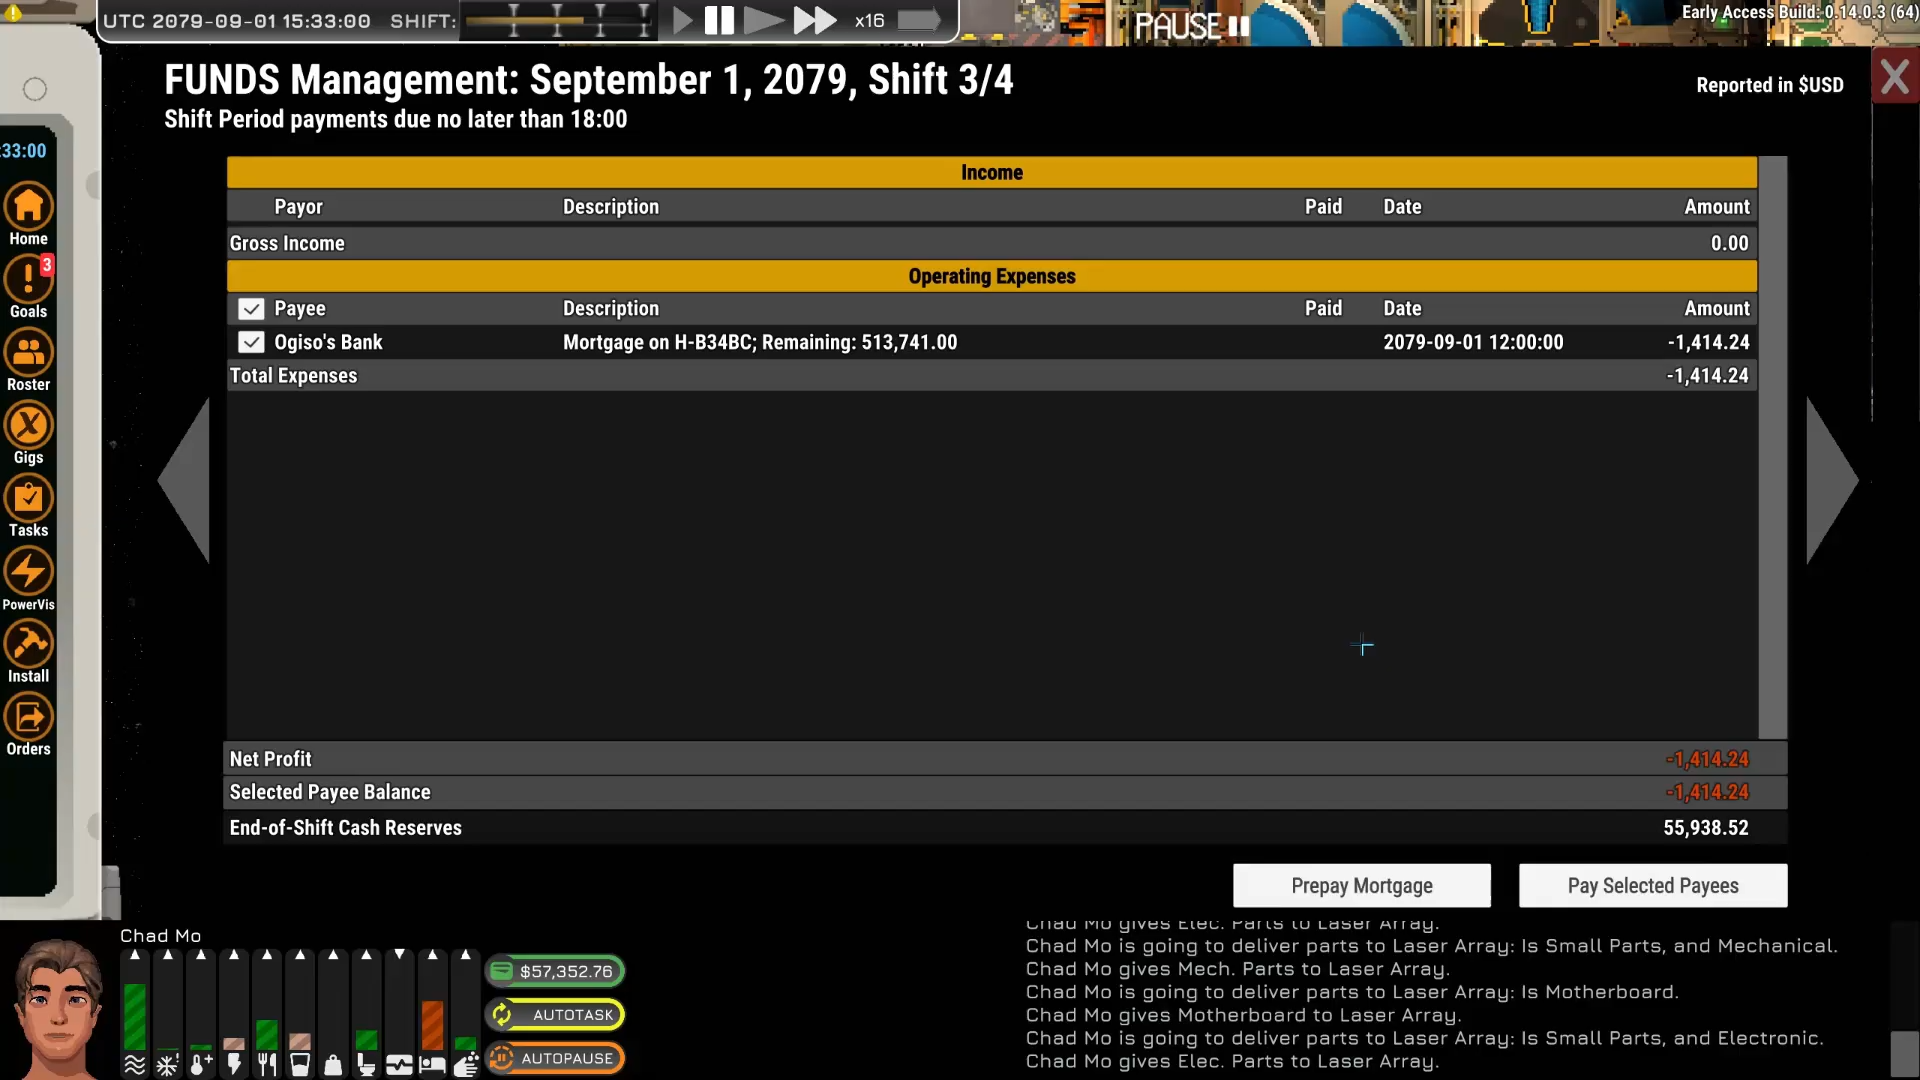 UTC 2079-09-01 15:33:00 SHIFT: x16
PAUSE
Early Access Build: 0.14.0.3 (64)
FUNDS Management: September 1, 2079, Shift 3/4
Reported in $USD
X
Shift Period payments due no later than 18:00
:33:00
Home
3
Goals
Roster
Gigs
Tasks
PowerVis
Install
Orders
Income
Payor Description Paid Date Amount
Gross Income 0.00
Operating Expenses
Payee Description Paid Date Amount
Ogiso's Bank Mortgage on H-B34BC; Remaining: 513,741.00 2079-09-01 12:00:00 -1,414.24
Total Expenses -1,414.24
Net Profit -1,414.24
Selected Payee Balance -1,414.24
End-of-Shift Cash Reserves 55,938.52
Prepay Mortgage
Pay Selected Payees
Chad Mo
$57,352.76
AUTOTASK
AUTOPAUSE
Chad Mo gives Elec. Parts to Laser Array.
Chad Mo is going to deliver parts to Laser Array: Is Small Parts, and Mechanical.
Chad Mo gives Mech. Parts to Laser Array.
Chad Mo is going to deliver parts to Laser Array: Is Motherboard.
Chad Mo gives Motherboard to Laser Array.
Chad Mo is going to deliver parts to Laser Array: Is Small Parts, and Electronic.
Chad Mo gives Elec. Parts to Laser Array.